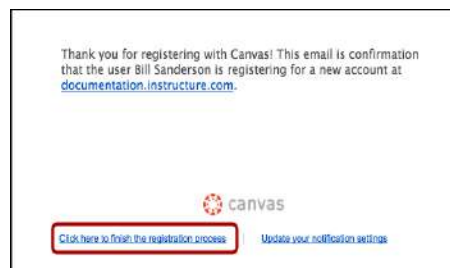 Thank you for registering with Canvas! This email is confirmation
that the user Bill Sanderson is registering for a new account at
documentation.instructure.com.
canvas
Click here to finish the registration process | Update your notification settings